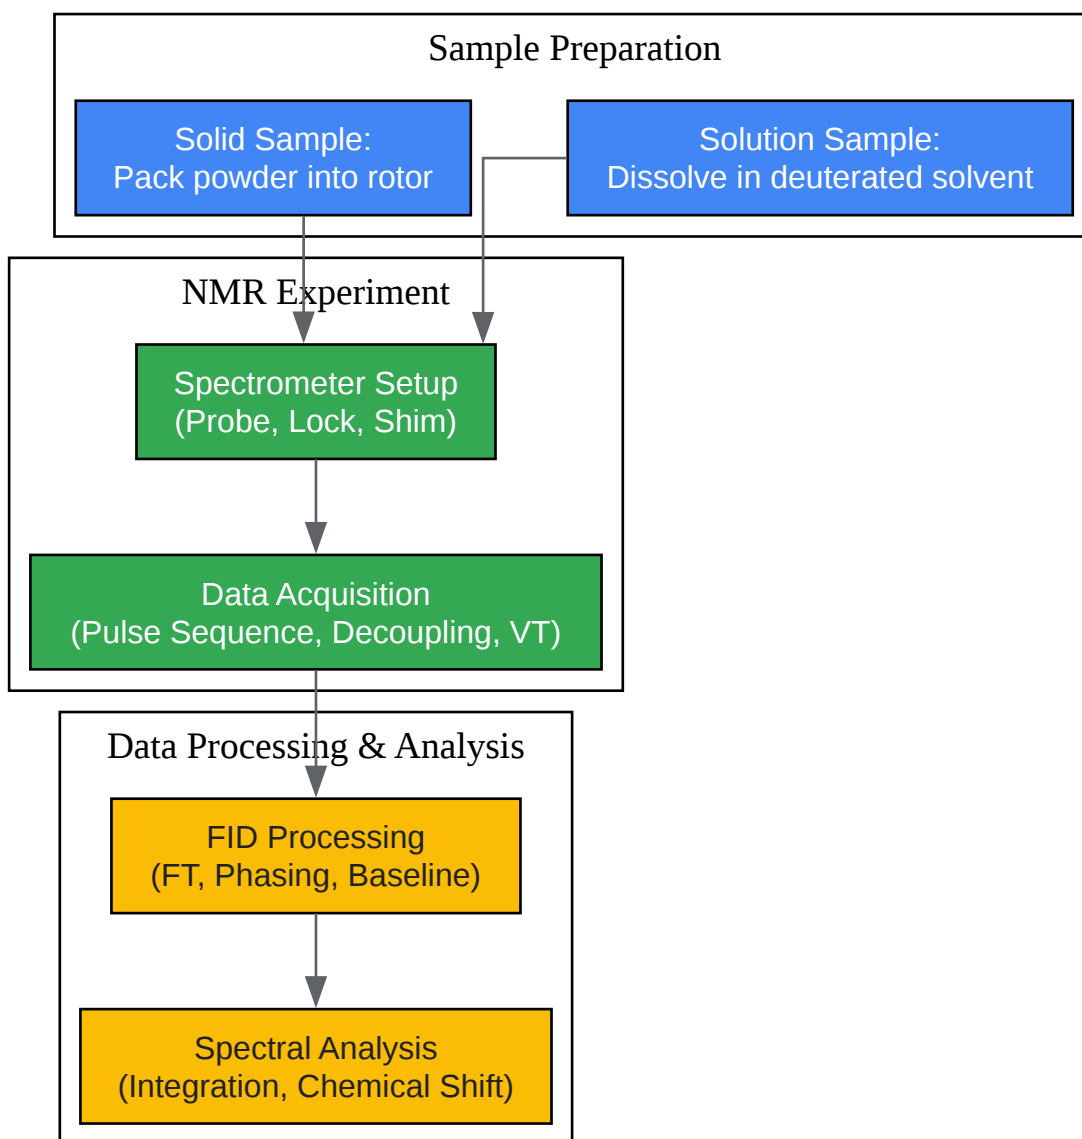 Sample Preparation
Solid Sample:
Pack powder into rotor
Solution Sample:
Dissolve in deuterated solvent
NMR Experiment
Spectrometer Setup
(Probe, Lock, Shim)
Data Acquisition
(Pulse Sequence, Decoupling, VT)
Data Processing & Analysis
FID Processing
(FT, Phasing, Baseline)
Spectral Analysis
(Integration, Chemical Shift)